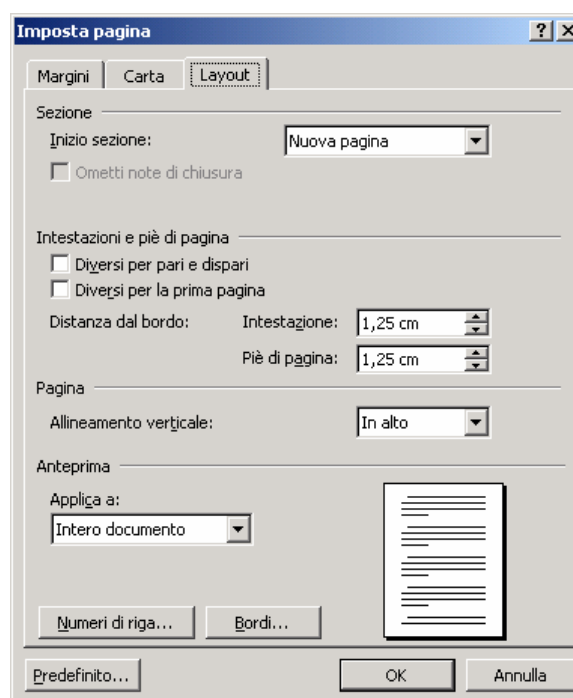 Imposta pagina
Margini Carta Layout
Sezione
Inizio sezione: Nuova pagina
Ometti note di chiusura
Intestazioni e piè di pagina
Diversi per pari e dispari
Diversi per la prima pagina
Distanza dal bordo: Intestazione: 1,25 cm
Piè di pagina: 1,25 cm
Pagina
Allineamento verticale: In alto
Anteprima
Applica a:
Intero documento
Numeri di riga... Bordi...
Predefinito... OK Annulla